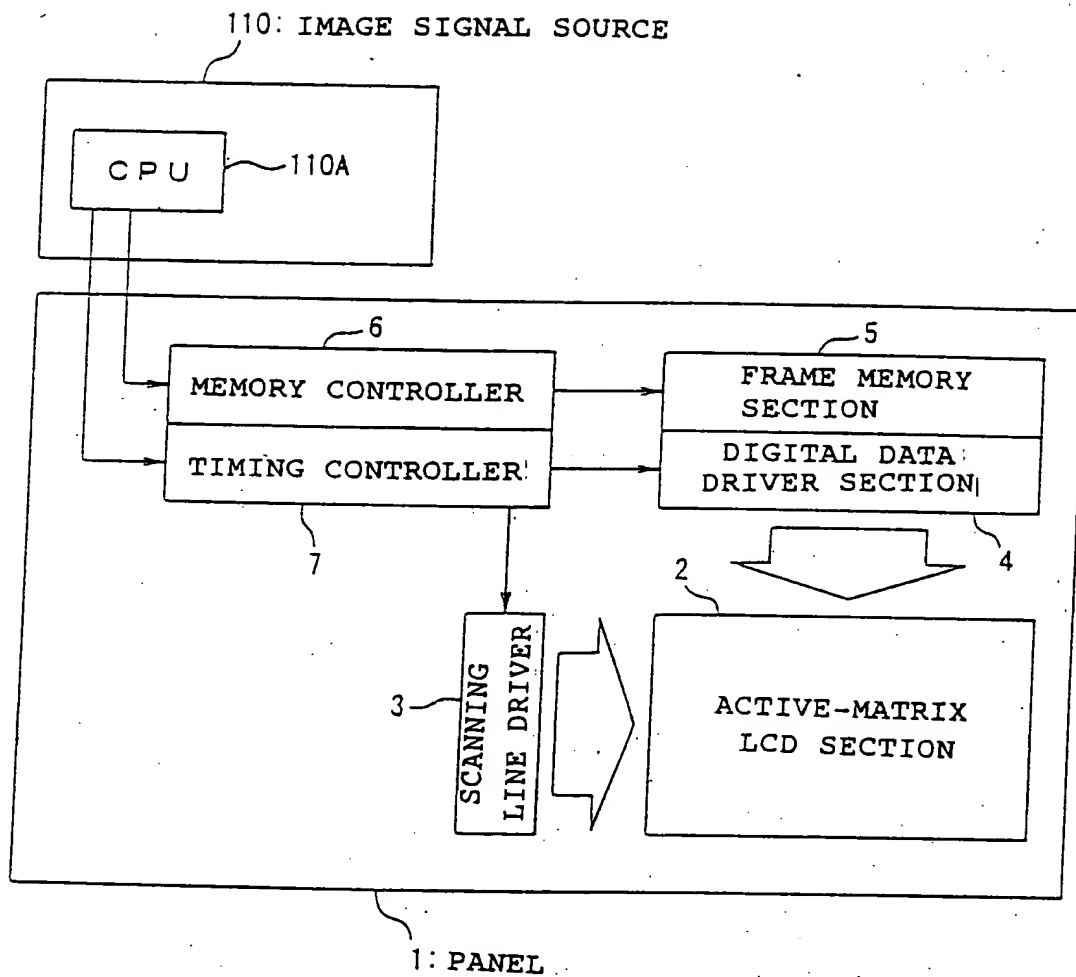 110: IMAGE SIGNAL SOURCE
CPU
110A
6
5
MEMORY CONTROLLER
FRAME MEMORY
SECTION
TIMING CONTROLLER
DIGITAL DATA
DRIVER SECTION
7
4
2
3
SCANNING
LINE DRIVER
ACTIVE-MATRIX
LCD SECTION
1: PANEL